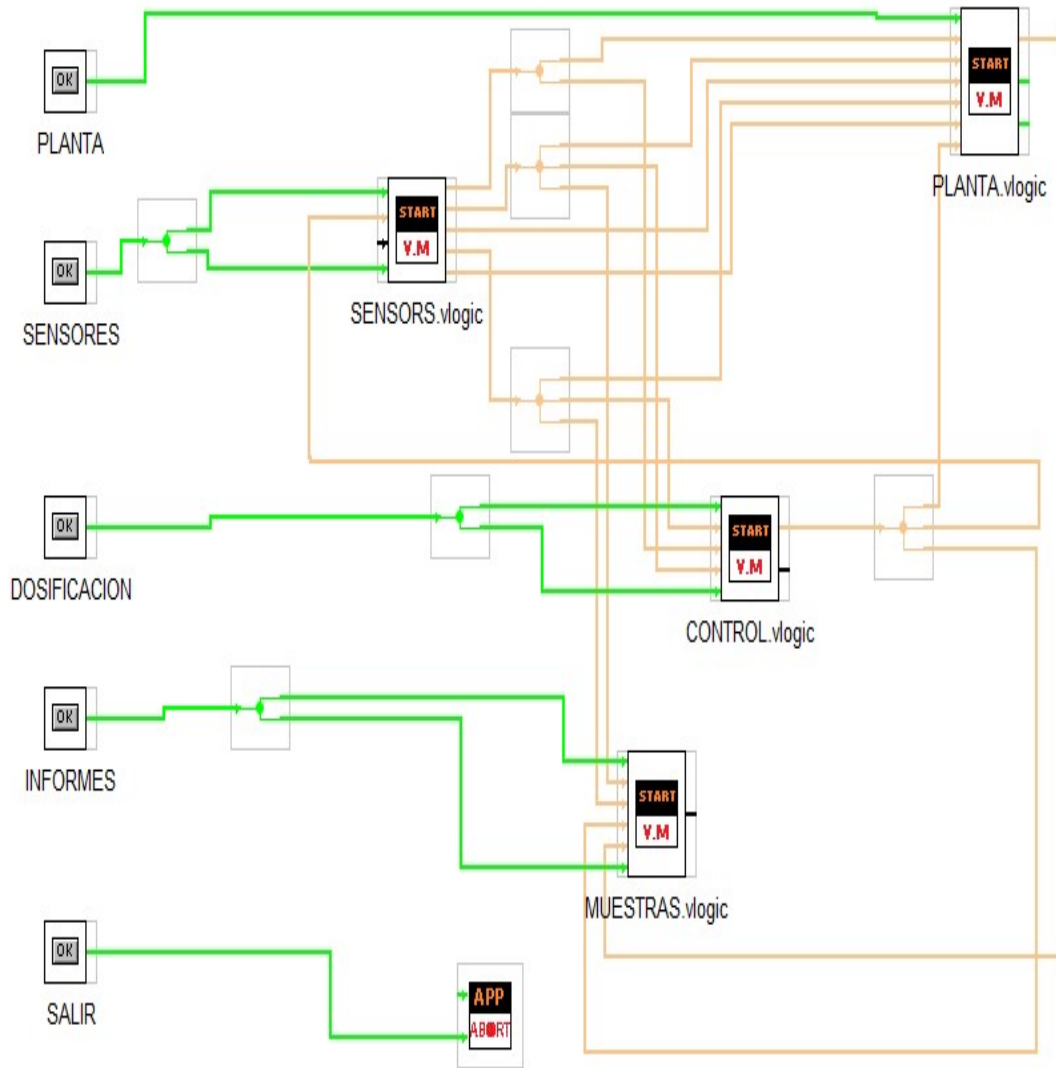 OK
PLANTA
START
V.M
PLANTA.vlogic
OK
SENSORES
START
V.M
SENSORS.vlogic
OK
DOSIFICACION
START
V.M
CONTROL.vlogic
OK
INFORMES
START
V.M
MUESTRAS.vlogic
OK
SALIR
APP
ABORT